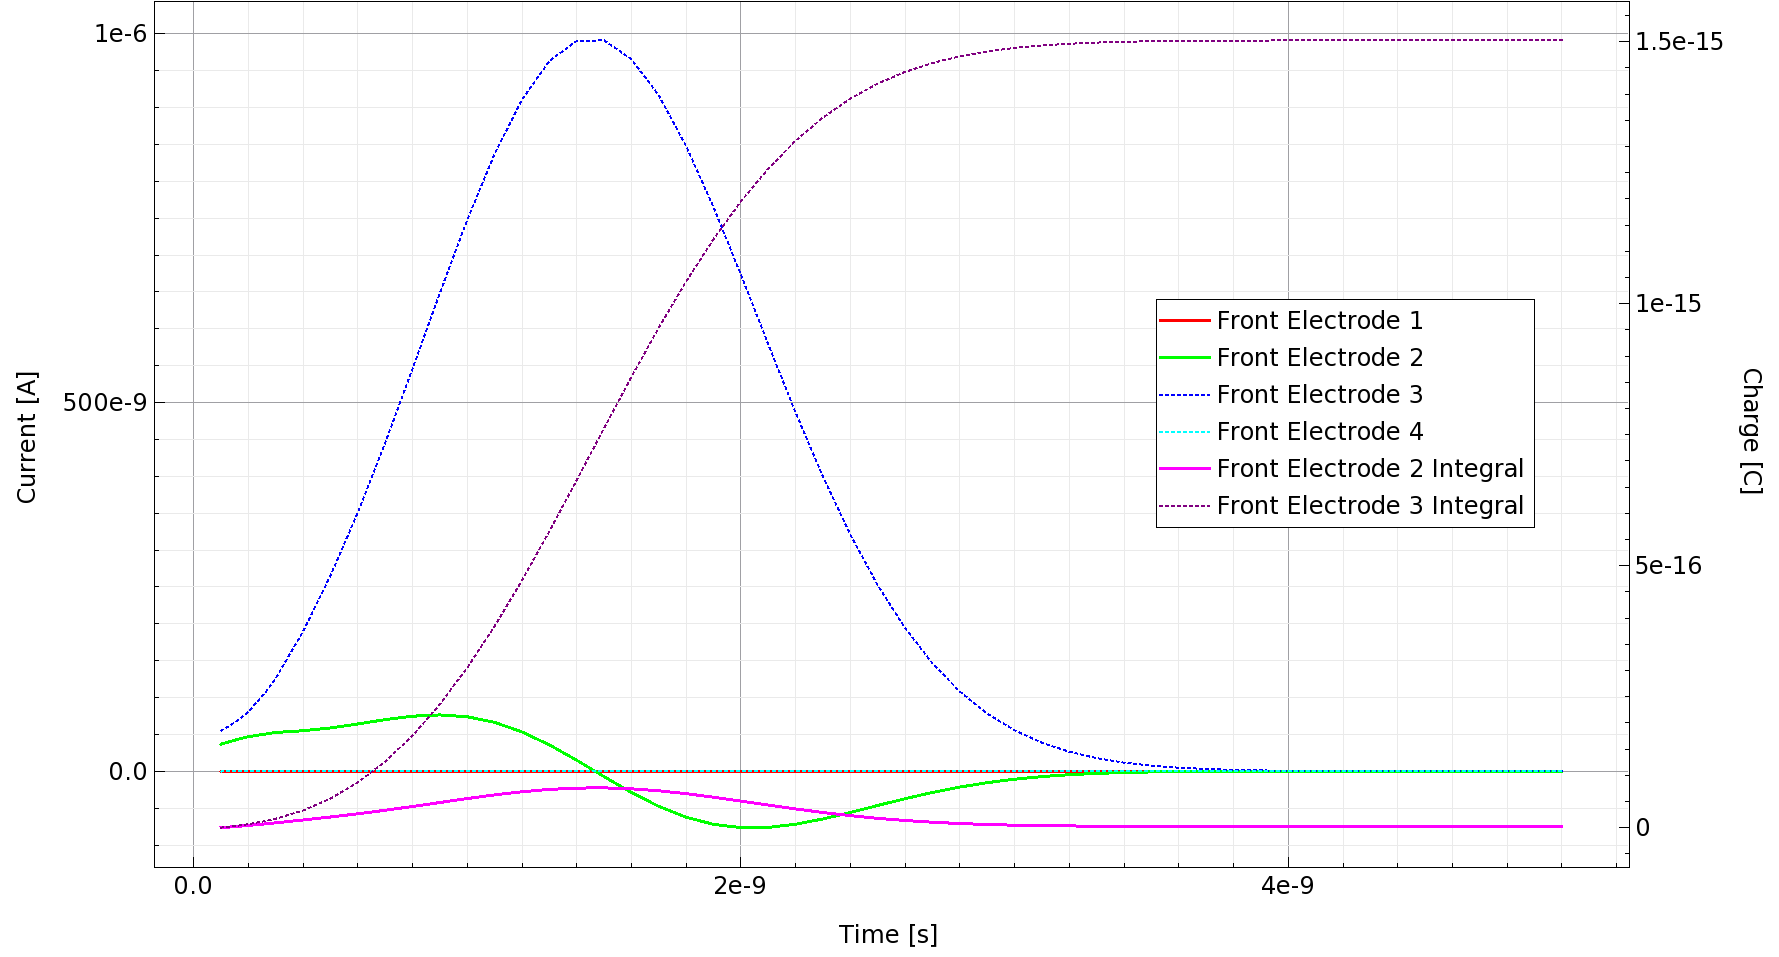 1e-6
500e-9
0.0
Current [A]
1.5e-15
1e-15
5e-16
0
Charge [C]
Front Electrode 1
Front Electrode 2
Front Electrode 3
Front Electrode 4
Front Electrode 2 Integral
Front Electrode 3 Integral
0.0
2e-9
4e-9
Time [s]